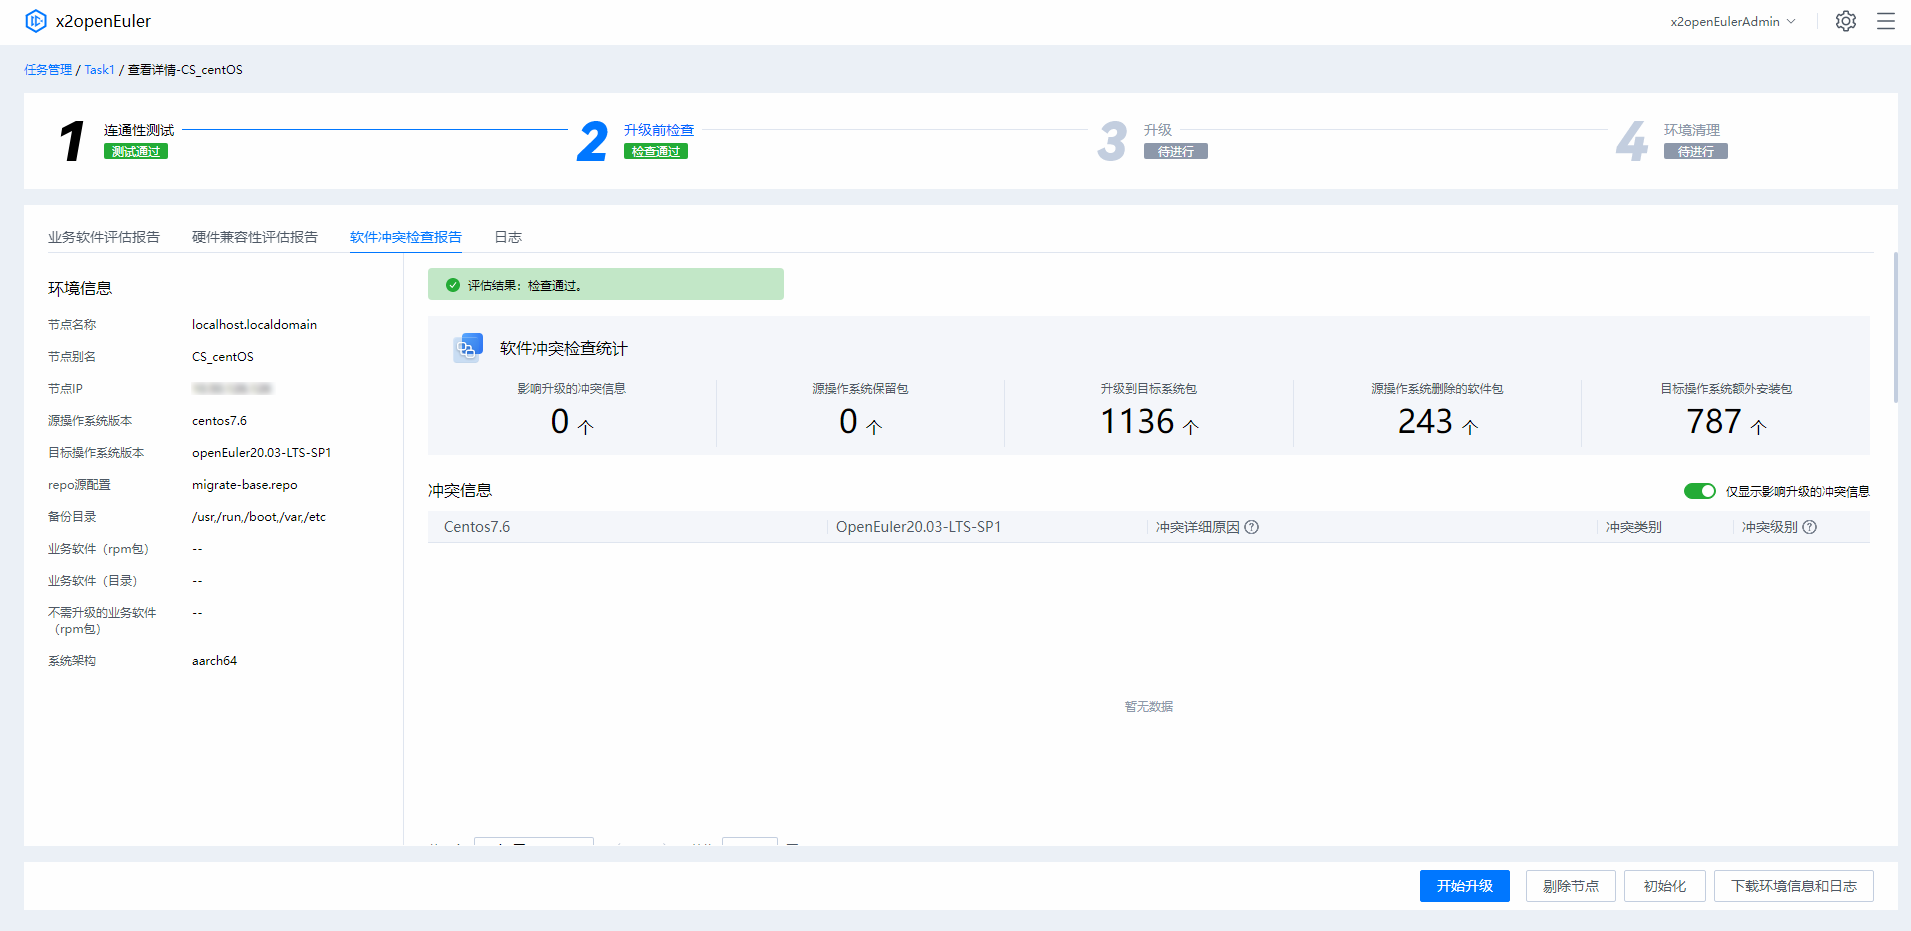 x2openEuler
x2openEulerAdmin
任务管理 / Task1 / 查看详情-CS_centOS
1 连通性测试 测试通过
2 升级前检查 检查通过
3 升级 待进行
4 环境清理 待进行
业务软件评估报告 硬件兼容性评估报告 软件冲突检查报告 日志
环境信息
节点名称 localhost.localdomain
节点别名 CS_centOS
节点IP
源操作系统版本 centos7.6
目标操作系统版本 openEuler20.03-LTS-SP1
repo源配置 migrate-base.repo
备份目录 /usr,/run,/boot,/var,/etc
业务软件（rpm包） --
业务软件（目录） --
不需升级的业务软件 --
（rpm包）
系统架构 aarch64
评估结果：检查通过。
软件冲突检查统计
影响升级的冲突信息 源操作系统保留包 升级到目标系统包 源操作系统删除的软件包 目标操作系统额外安装包
0 个 0 个 1136 个 243 个 787 个
冲突信息 仅显示影响升级的冲突信息
Centos7.6 OpenEuler20.03-LTS-SP1 冲突详细原因 冲突类别 冲突级别
暂无数据
开始升级 剔除节点 初始化 下载环境信息和日志